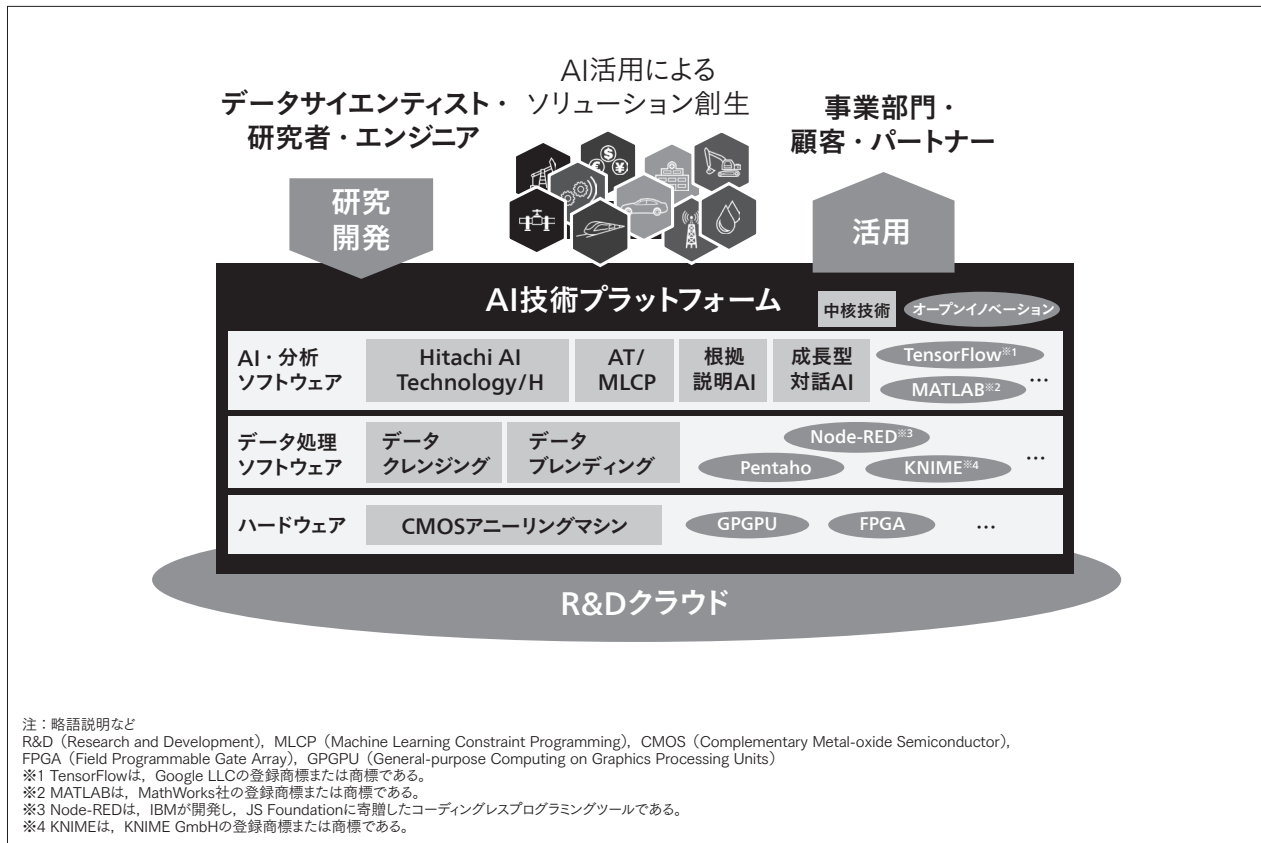 AI活用による
ソリューション創生
データサイエンティスト・
研究者・エンジニア
事業部門・
顧客・パートナー
研究
開発
活用
AI技術プラットフォーム
中核技術
オープンイノベーション
AI・分析
ソフトウェア
Hitachi AI
Technology/H
AT/
MLCP
根拠
説明AI
成長型
対話AI
TensorFlow※1
MATLAB※2
…
データ処理
ソフトウェア
データ
クレンジング
データ
ブレンディング
Node-RED※3
Pentaho
KNIME※4
…
ハードウェア
CMOSアニーリングマシン
GPGPU
FPGA
…
R&Dクラウド
注：略語説明など
R&D（Research and Development），MLCP（Machine Learning Constraint Programming），CMOS（Complementary Metal-oxide Semiconductor），
FPGA（Field Programmable Gate Array），GPGPU（General-purpose Computing on Graphics Processing Units）
※1 TensorFlowは，Google LLCの登録商標または商標である。
※2 MATLABは，MathWorks社の登録商標または商標である。
※3 Node-REDは，IBMが開発し，JS Foundationに寄贈したコーディングレスプログラミングツールである。
※4 KNIMEは，KNIME GmbHの登録商標または商標である。